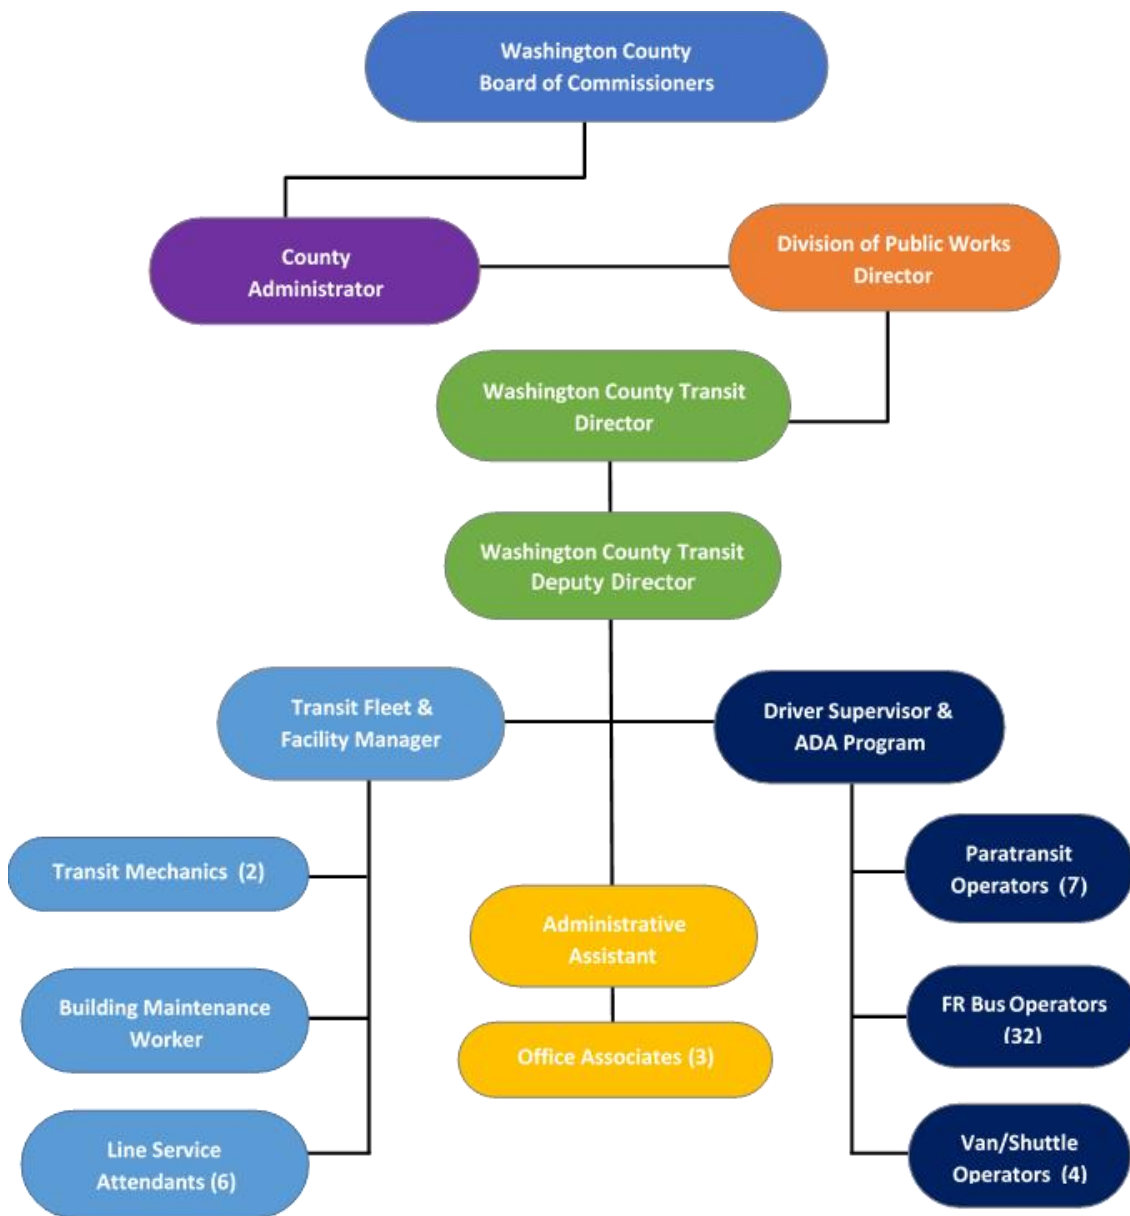 Washington County
Board of Commissioners
County
Administrator
Division of Public Works
Director
Washington County Transit
Director
Washington County Transit
Deputy Director
Transit Fleet &
Facility Manager
Driver Supervisor &
ADA Program
Transit Mechanics (2)
Building Maintenance
Worker
Line Service
Attendants (6)
Administrative
Assistant
Office Associates (3)
Paratransit
Operators (7)
FR Bus Operators
(32)
Van/Shuttle
Operators (4)